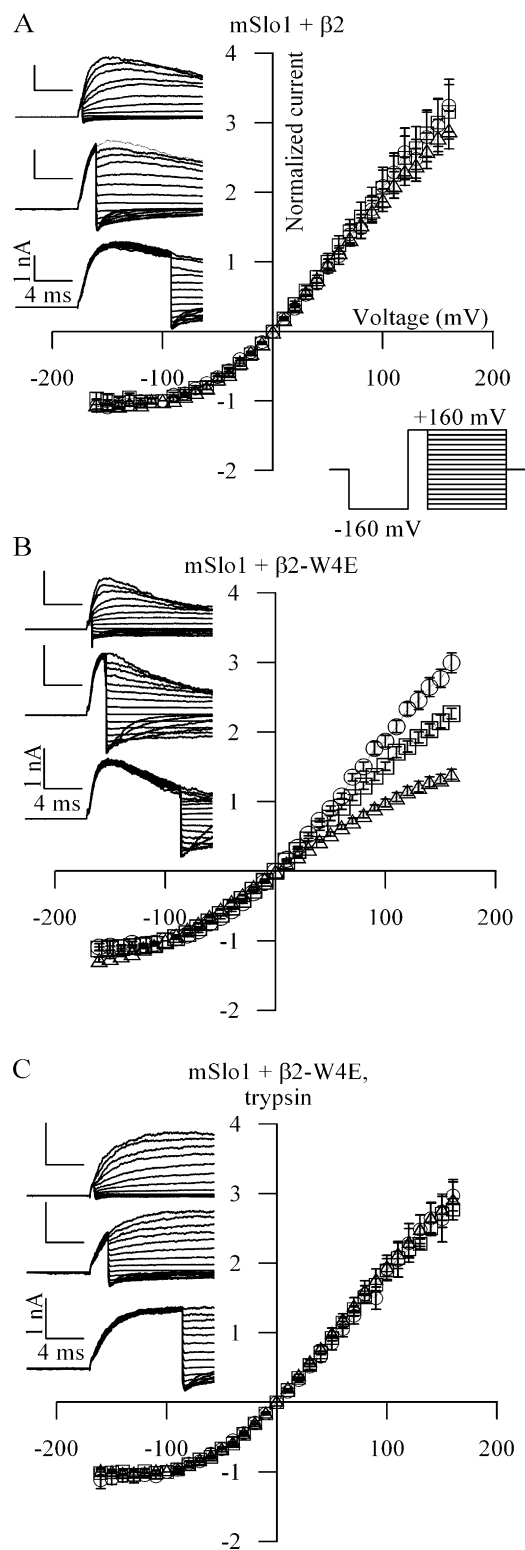 A
mSlo1 + β2
4
Normalized current
3
2
1
1 nA
4 ms
Voltage (mV)
-200
-100
100
200
-1
-2
+160 mV
-160 mV
B
mSlo1 + β2-W4E
4
3
2
1
1 nA
4 ms
-200
-100
100
200
-1
-2
C
mSlo1 + β2-W4E,
trypsin
4
3
2
1
1 nA
4 ms
-200
-100
100
200
-1
-2